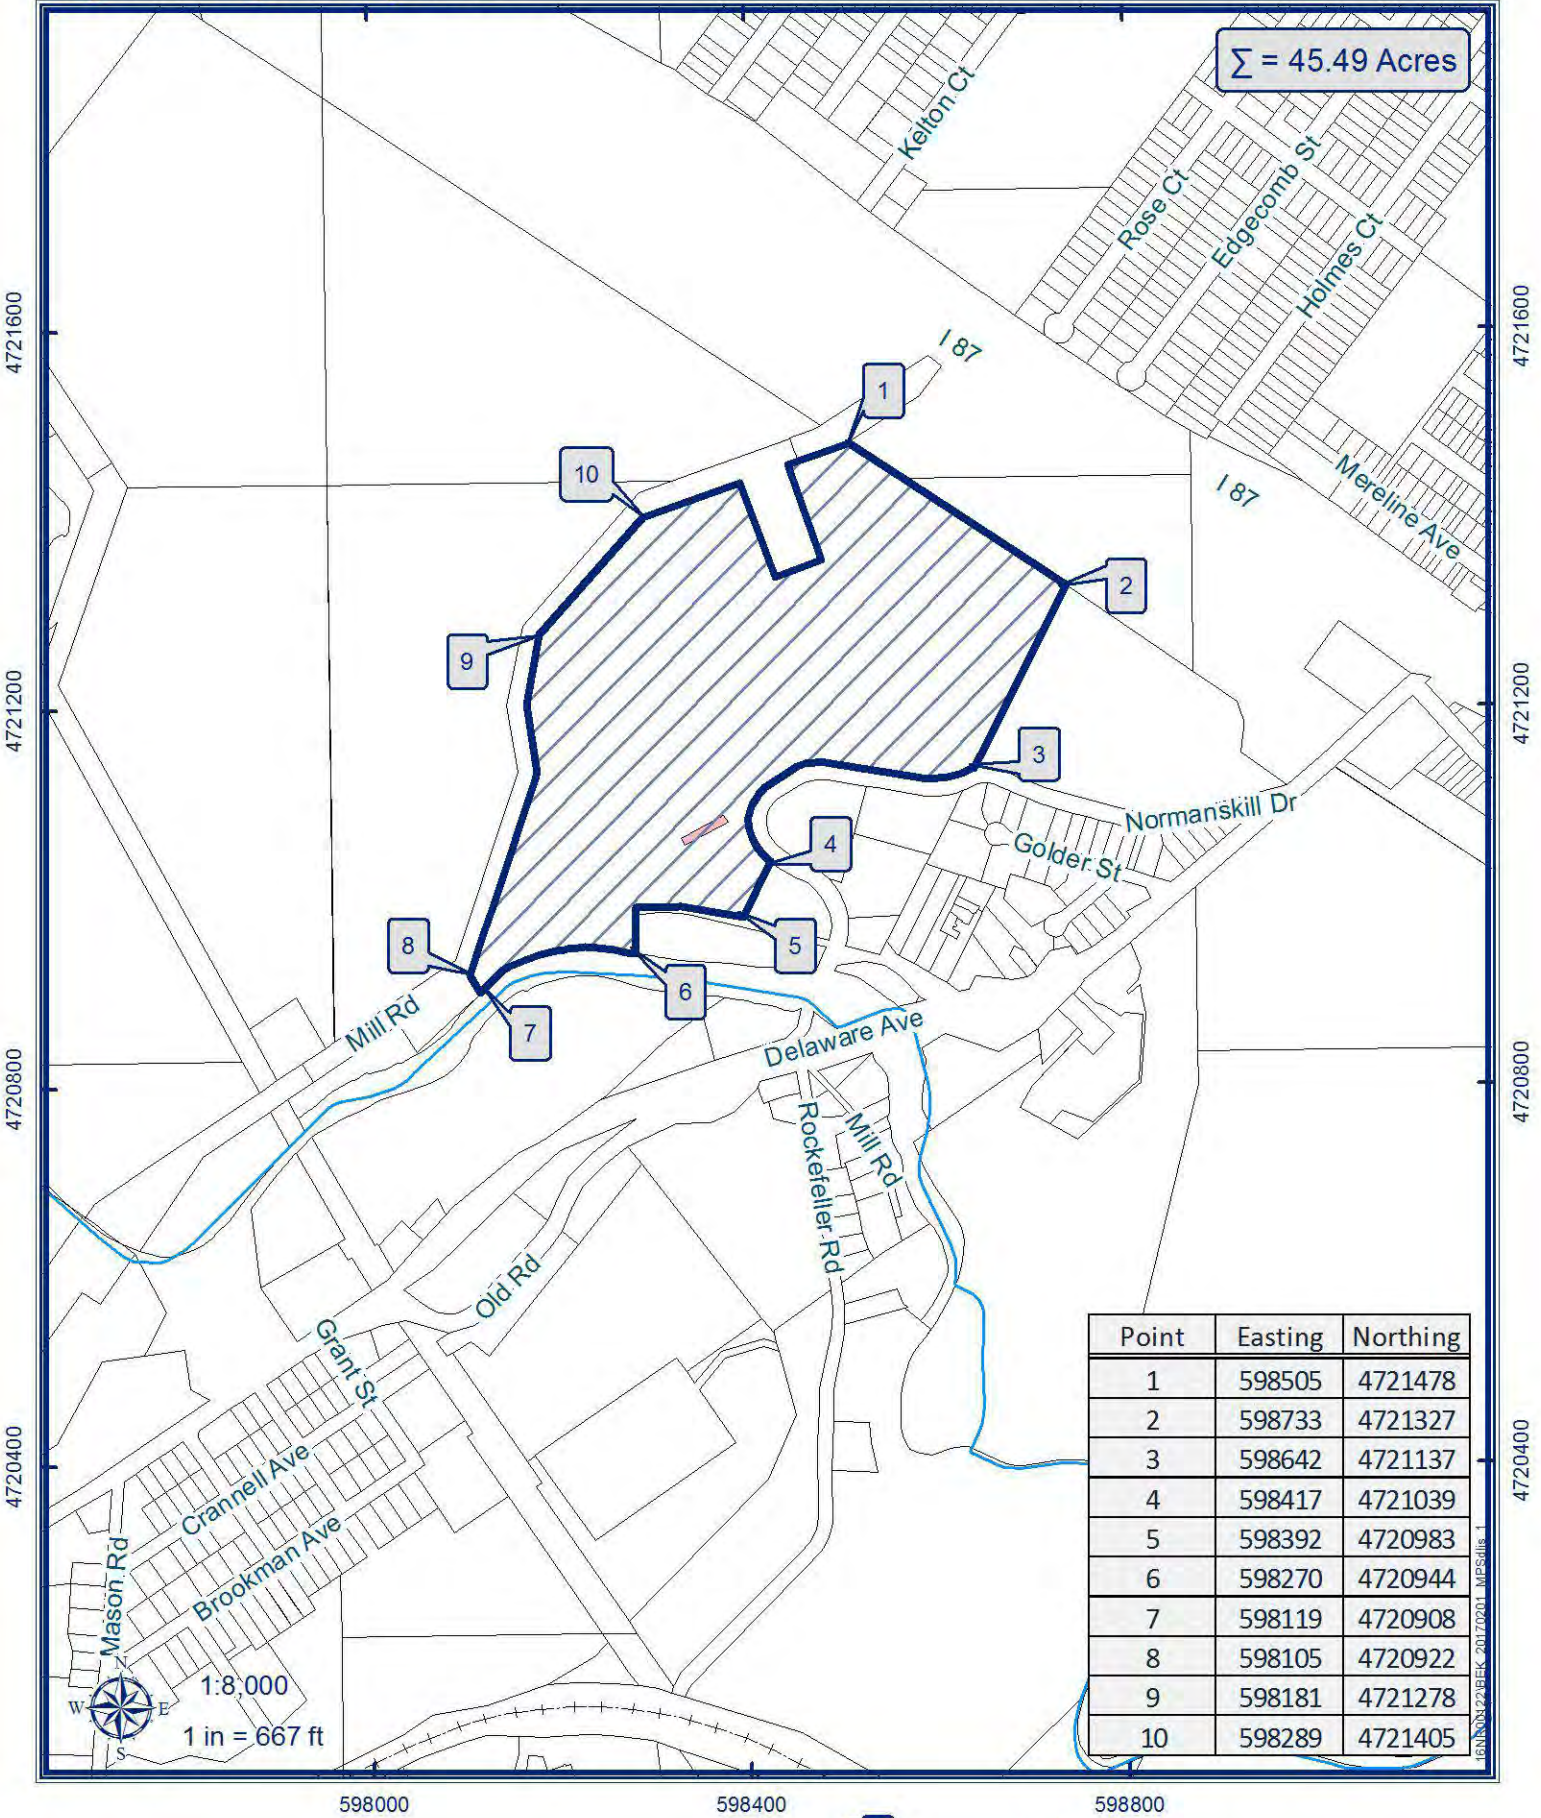 ∑ = 45.49 Acres
Kelton Ct
Rose Ct
Edgecomb St
Holmes Ct
4721600
4721600
I 87
1
10
I 87
Mereline Ave
2
9
4721200
4721200
3
Normanskill Dr
Golder St
4
8
5
6
Mill Rd
7
Delaware Ave
4720800
4720800
Rockefeller Rd
Mill Rd
Old Rd
Grant St
Point Easting Northing
1 598505 4721478
2 598733 4721327
3 598642 4721137
4 598417 4721039
5 598392 4720983
6 598270 4720944
7 598119 4720908
8 598105 4720922
9 598181 4721278
10 598289 4721405
4720400
4720400
Crannell Ave
Brookman Ave
Mason Rd
N
W E
S
1:8,000
1 in = 667 ft
598000 598400 598800